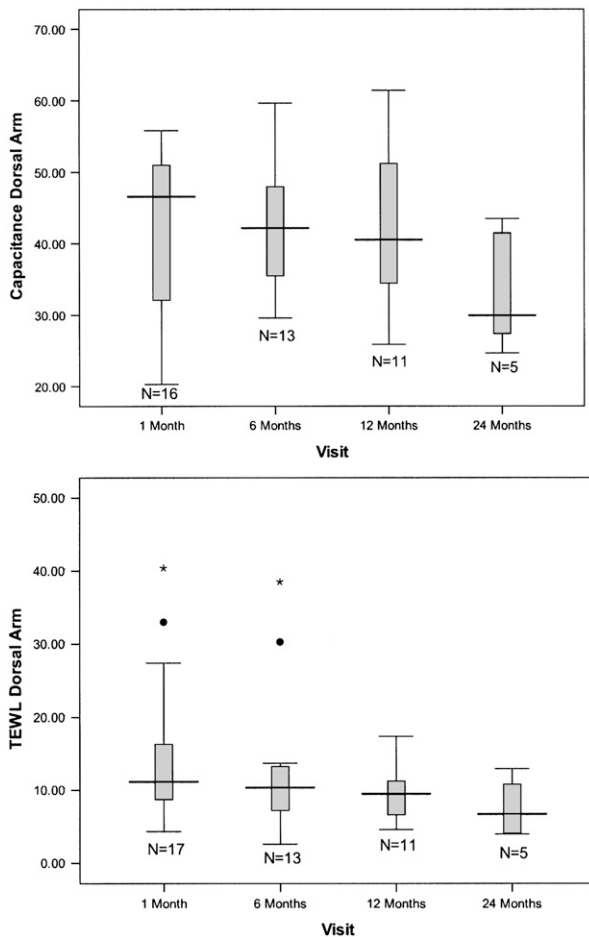 Capacitance Dorsal Arm
70.00
60.00
50.00
40.00
30.00
20.00
N=16
N=13
N=11
N=5
1 Month
6 Months
12 Months
24 Months
Visit
TEWL Dorsal Arm
50.00
40.00
30.00
20.00
10.00
0.00
N=17
N=13
N=11
N=5
1 Month
6 Months
12 Months
24 Months
Visit